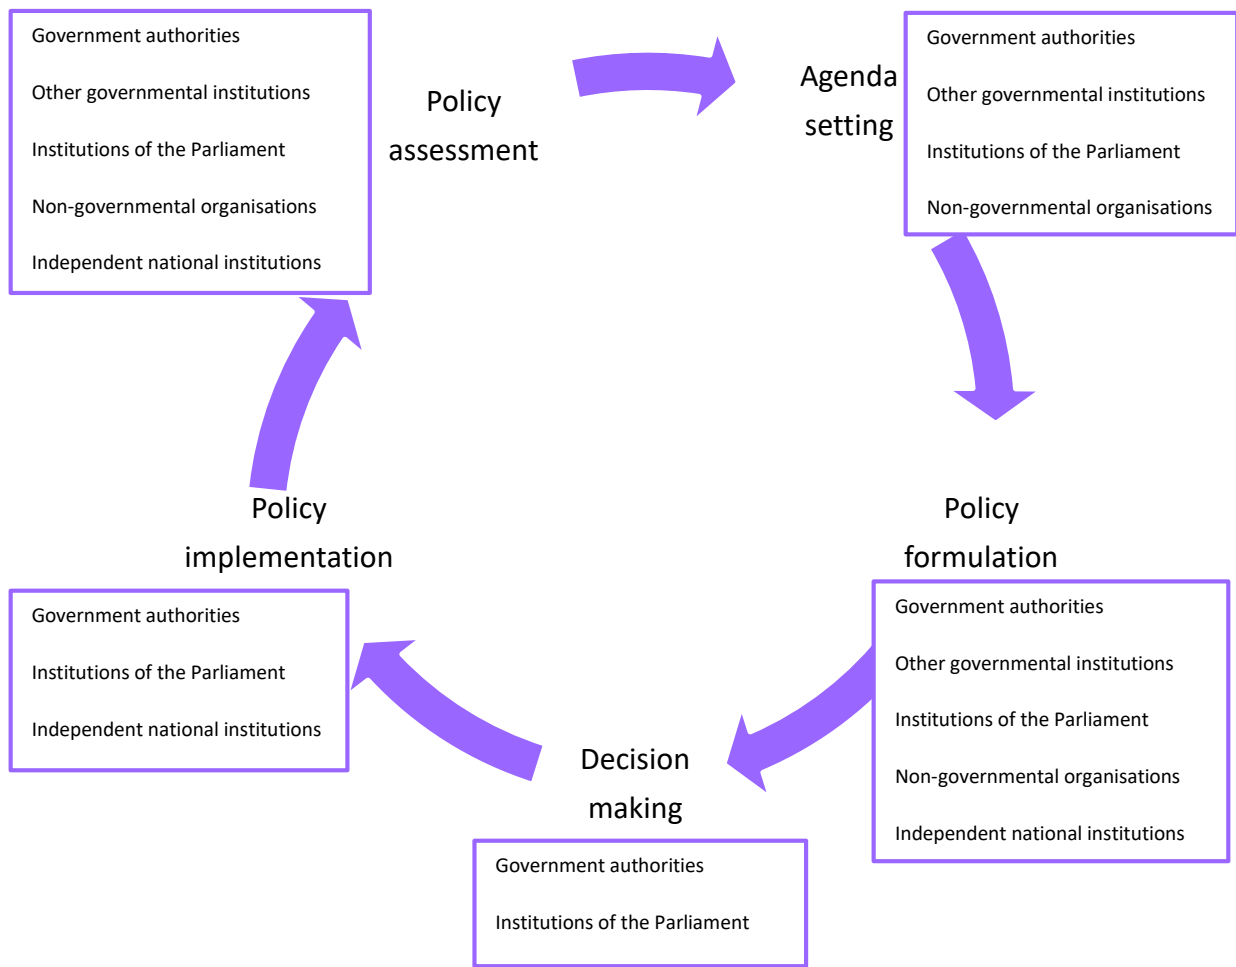 Policy
assessment
Government authorities
Other governmental institutions
Institutions of the Parliament
Non-governmental organisations
Independent national institutions
Agenda
setting
Government authorities
Other governmental institutions
Institutions of the Parliament
Non-governmental organisations
Policy
formulation
Government authorities
Other governmental institutions
Institutions of the Parliament
Non-governmental organisations
Independent national institutions
Decision
making
Government authorities
Institutions of the Parliament
Policy
implementation
Government authorities
Institutions of the Parliament
Independent national institutions